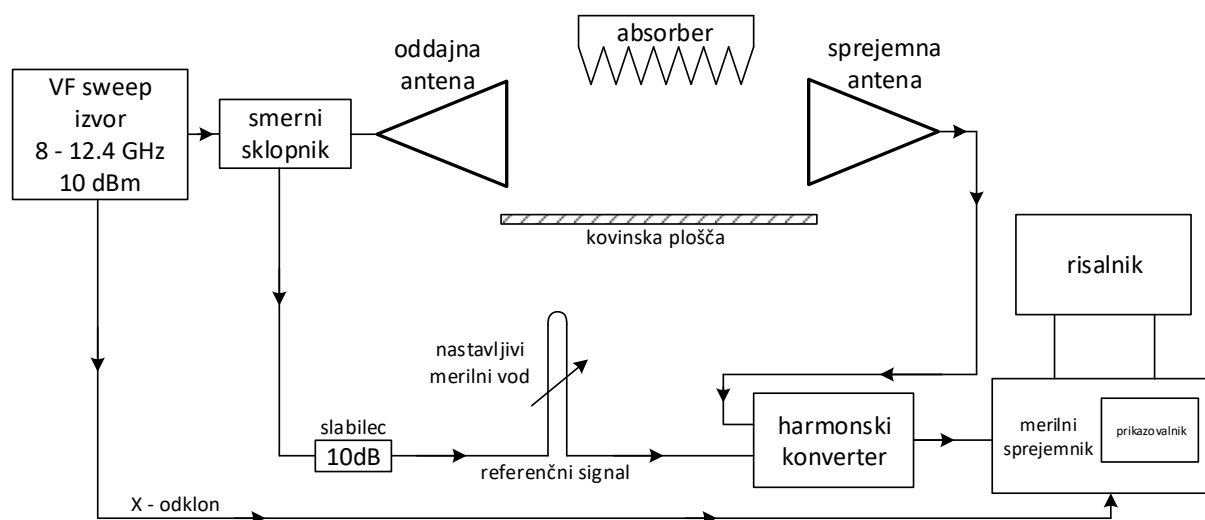 VF sweep
izvor
8 - 12.4 GHz
10 dBm
smerni
sklopnik
oddajna
antena
absorber
sprejemna
antena
kovinska plošča
risalnik
nastavljivi
merilni vod
slabilec
10dB
referenčni signal
harmonski
konverter
merilni
sprejemnik
prikazovalnik
X - odklon